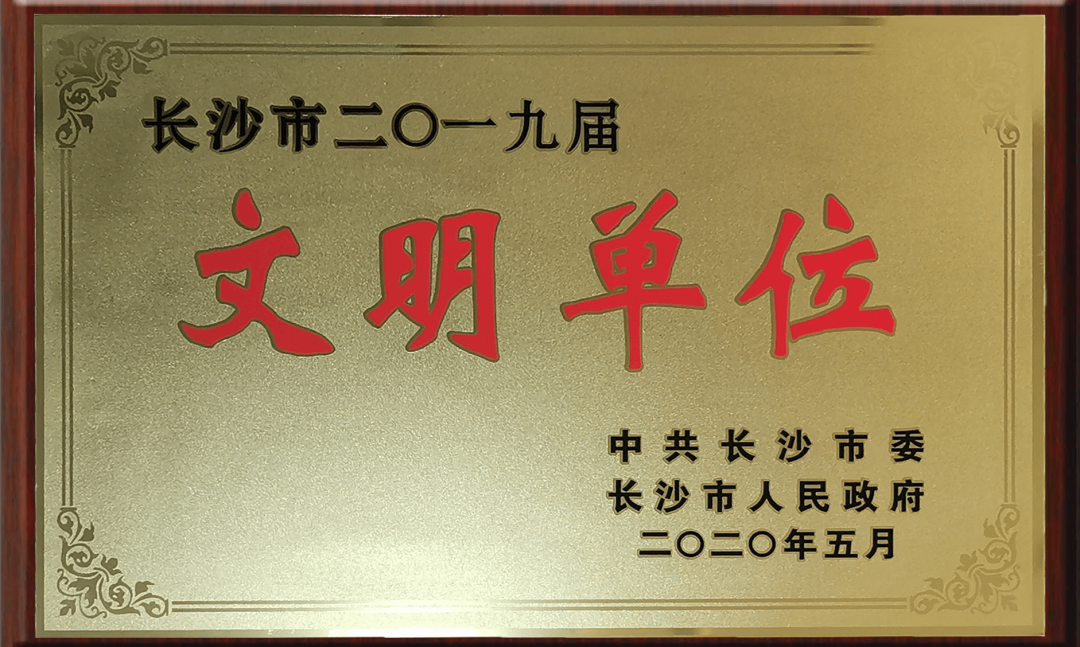 长沙市二〇一九届
文明单位
中共长沙市委
长沙市人民政府
二〇二〇年五月